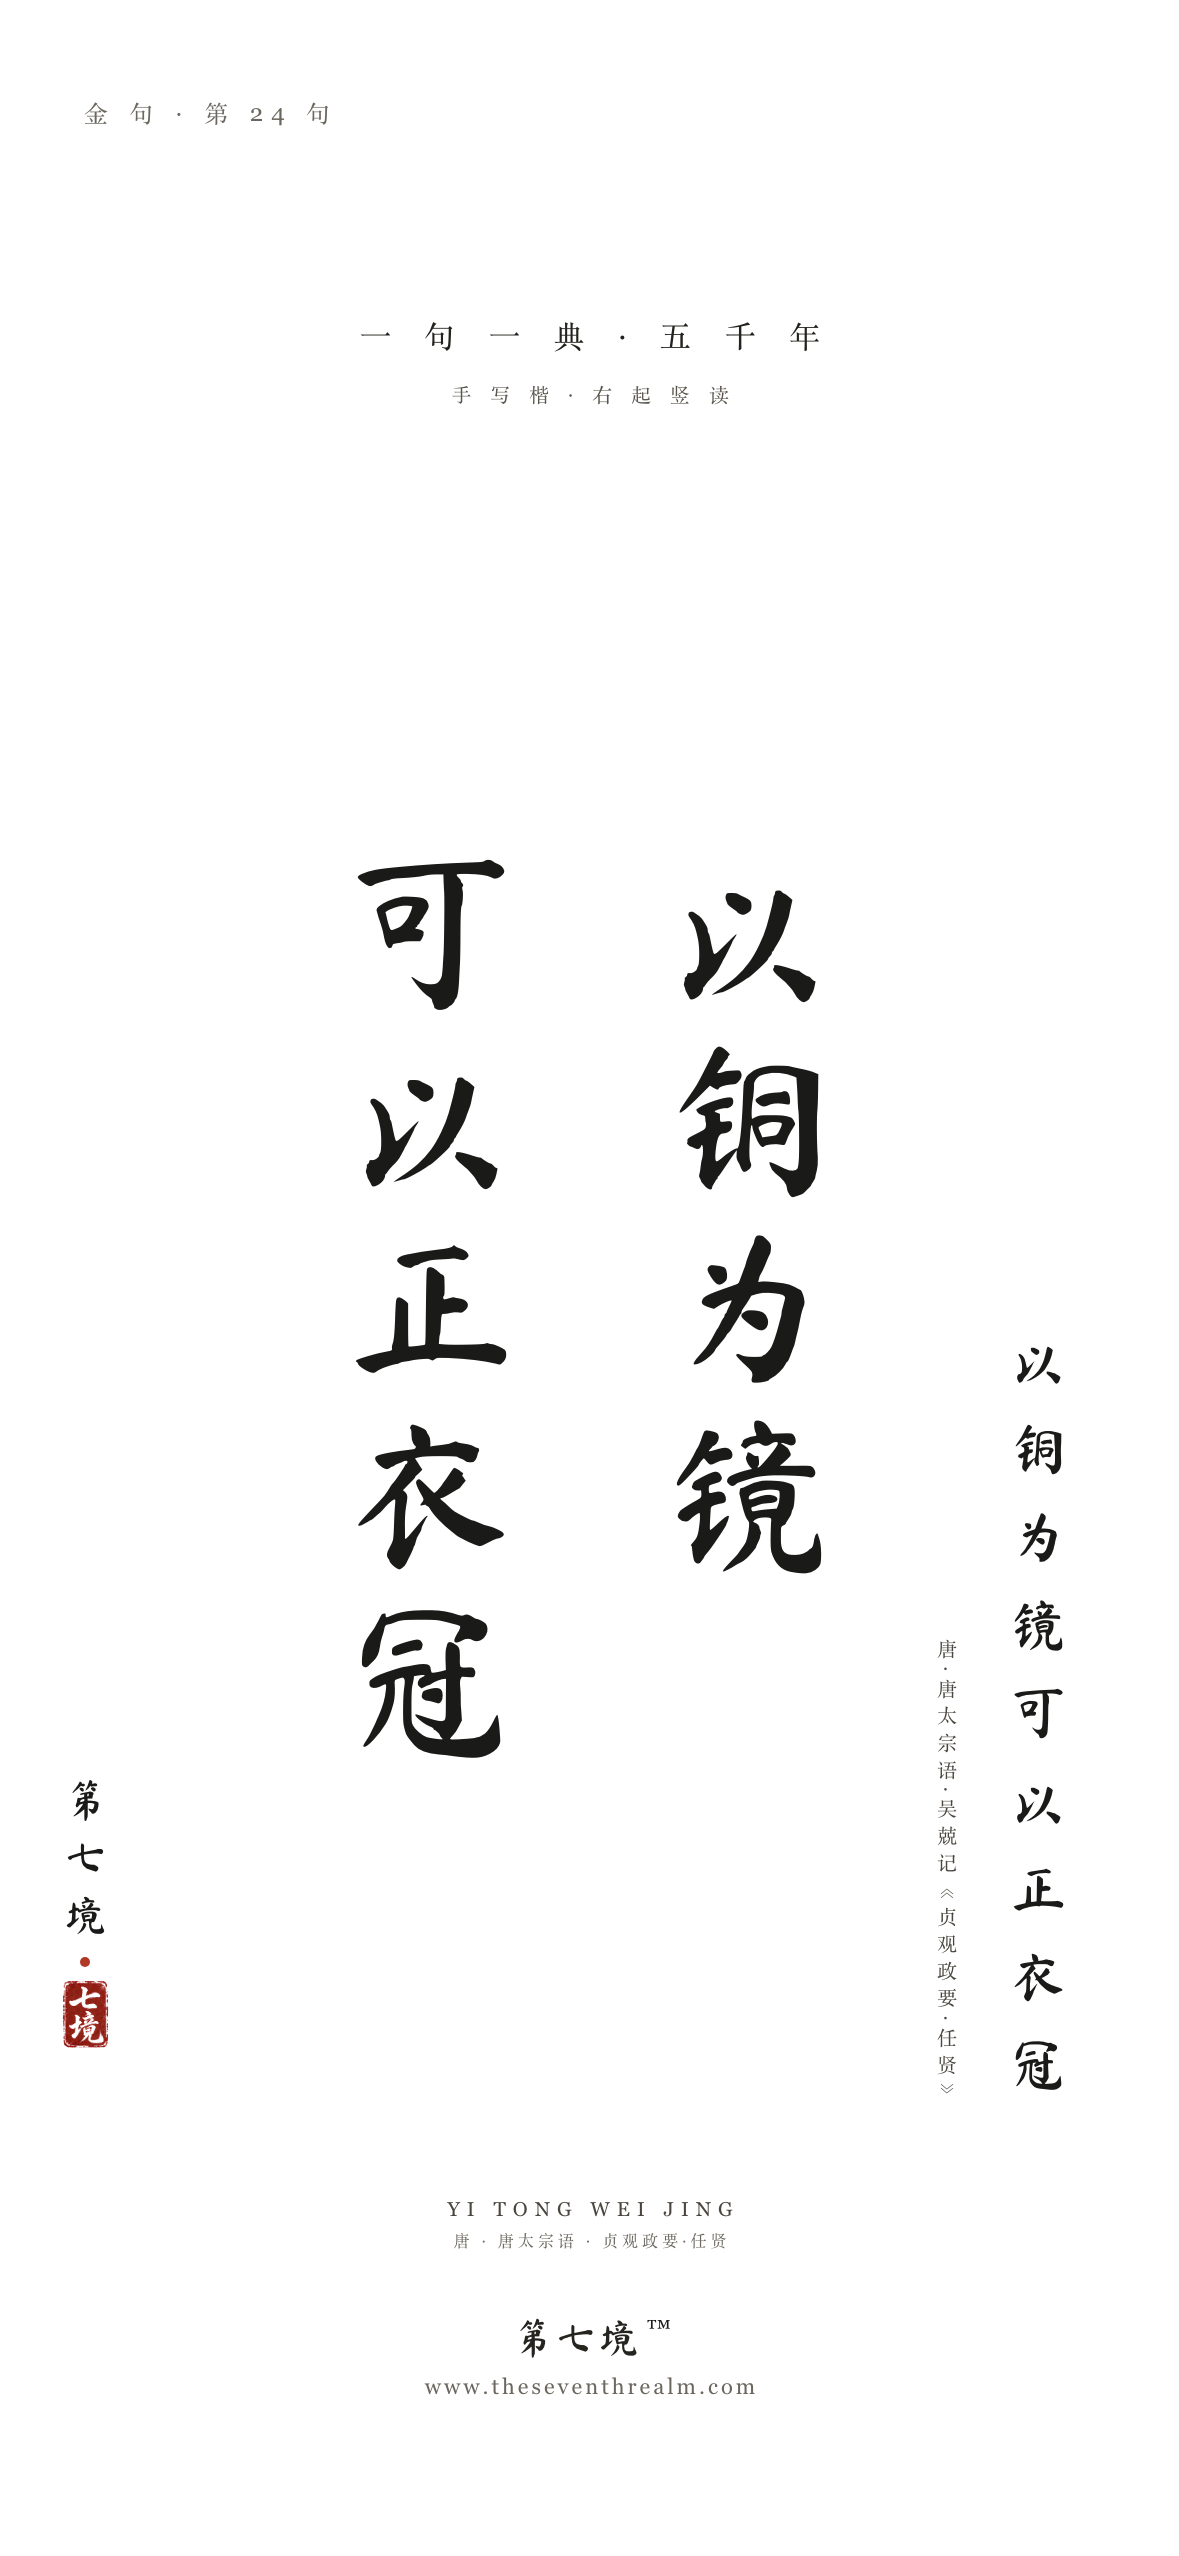 金句·第24句
一句一典·五千年
手写楷·右起竖读
以铜为镜
可以正衣冠
以铜为镜可以正衣冠
唐·唐太宗语·吴兢记《贞观政要·任贤》
第七境
七境
YI TONG WEI JING
唐·唐太宗语·贞观政要·任贤
第七境™
www.theseventhrealm.com